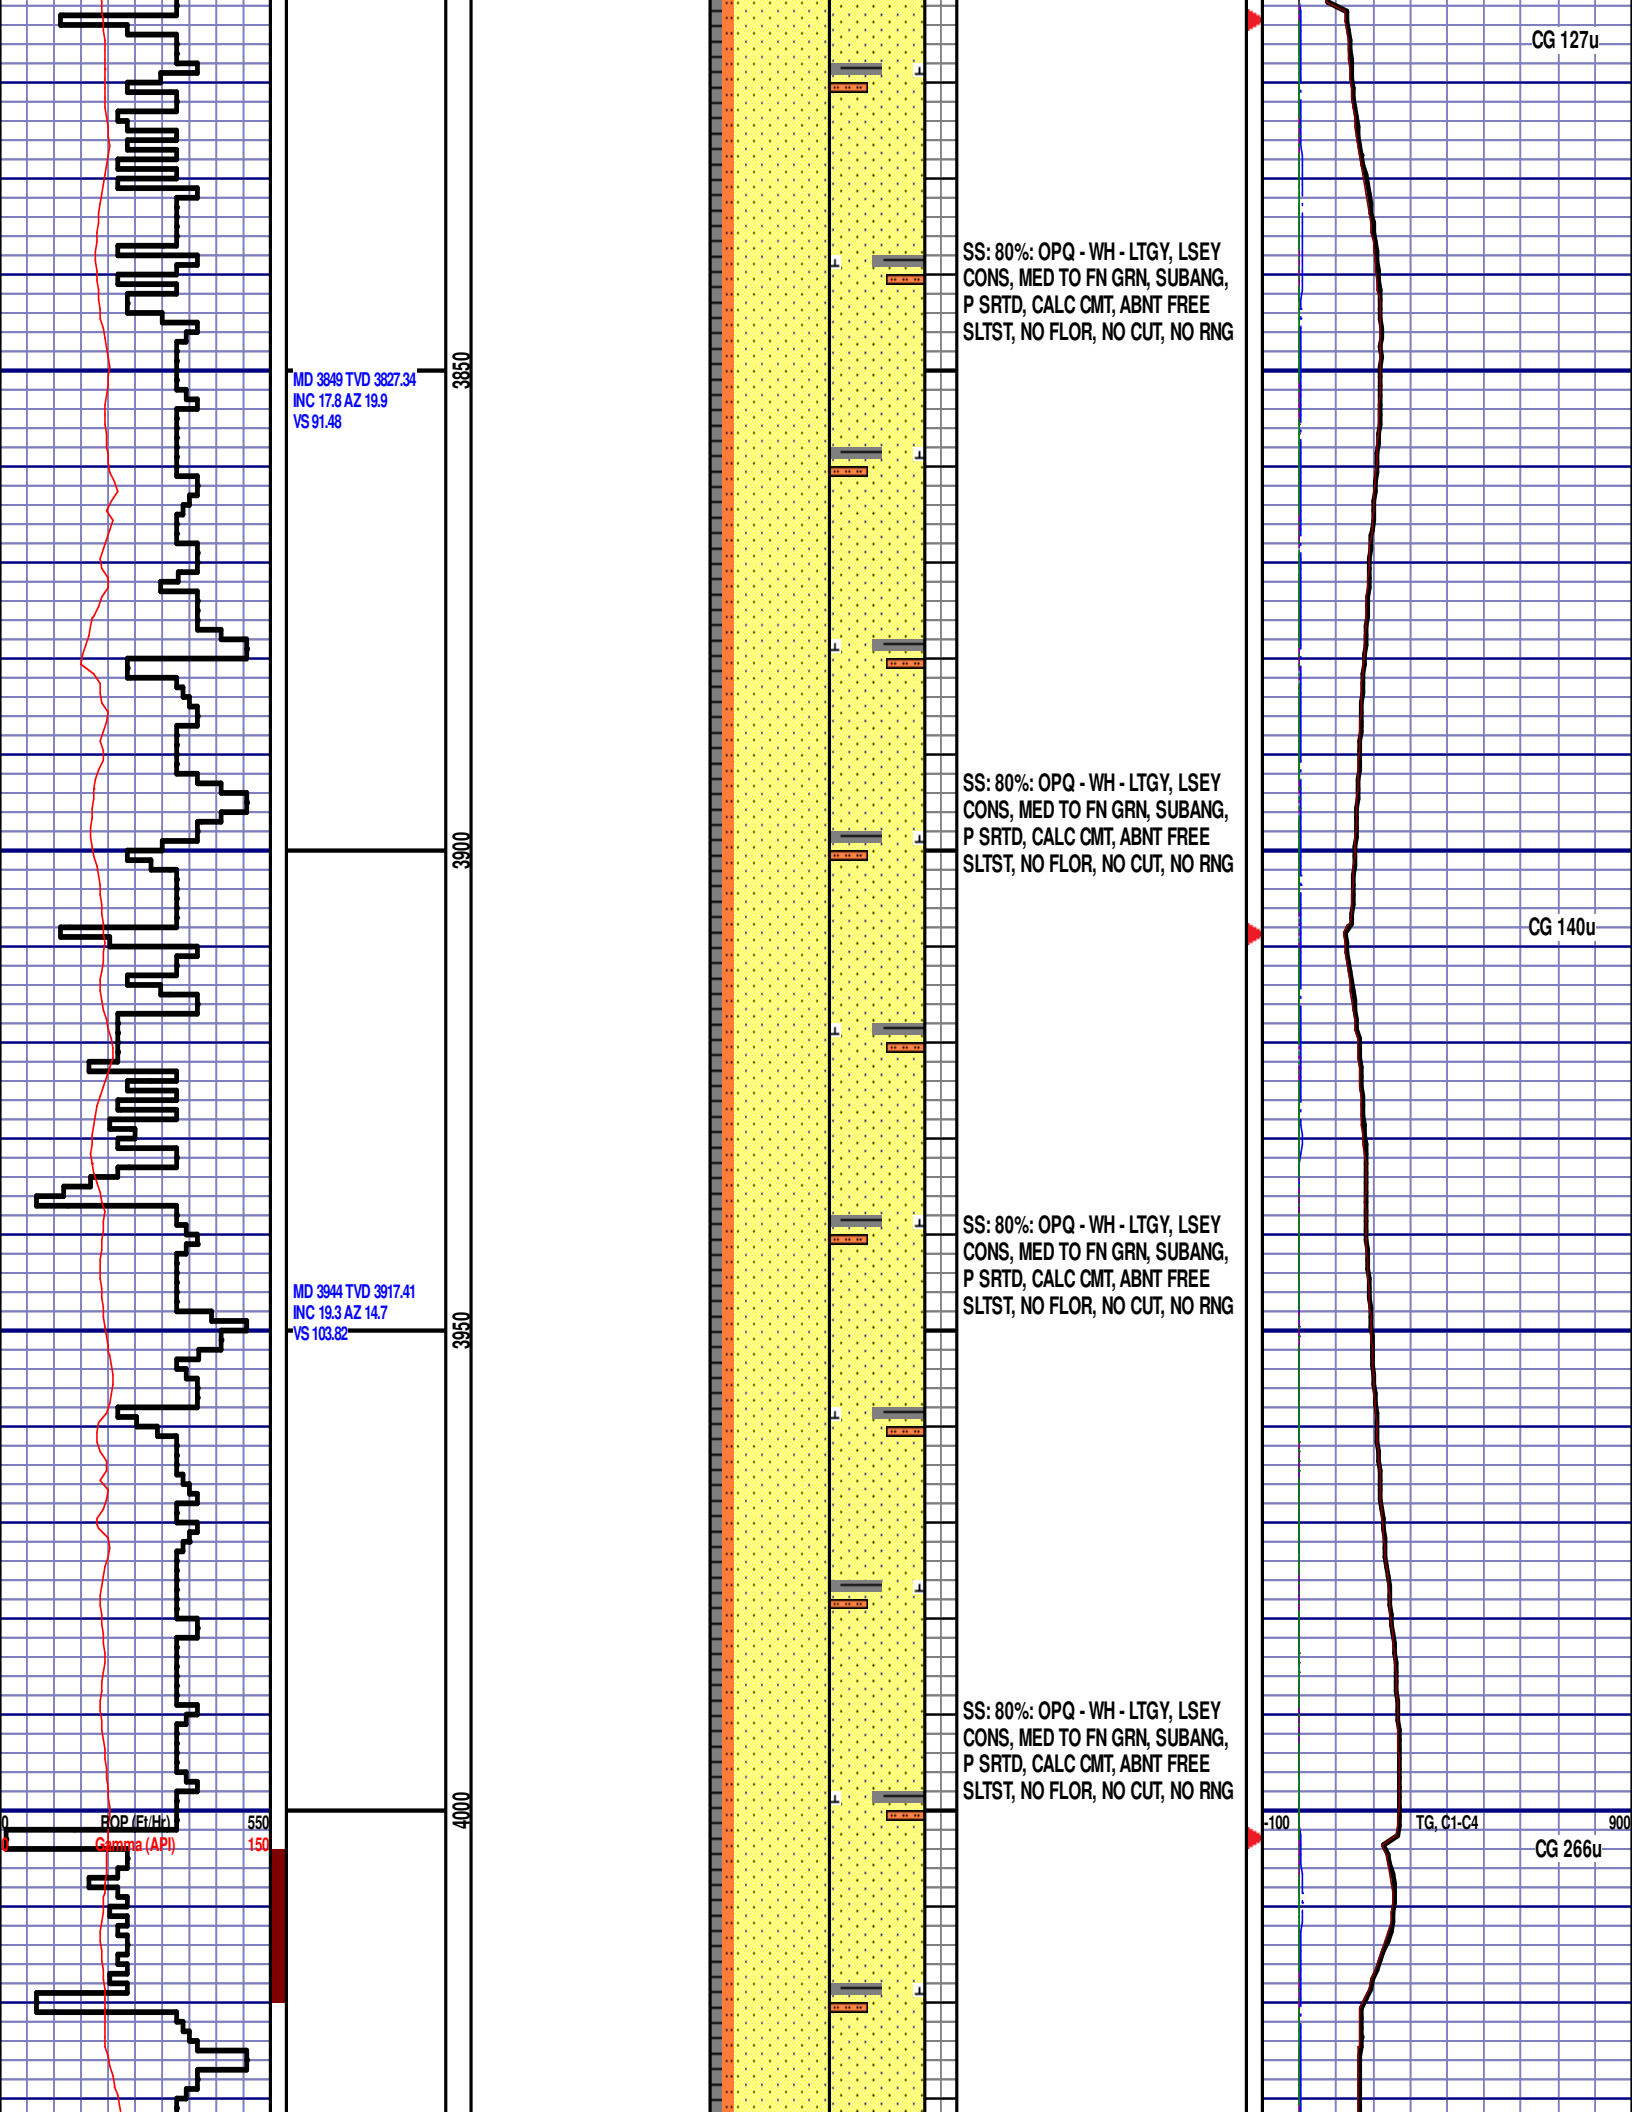 CG 127u
SS: 80%: OPQ - WH - LTGY, LSEY
CONS, MED TO FN GRN, SUBANG,
P SRTD, CALC CMT, ABNT FREE
SLTST, NO FLOR, NO CUT, NO RNG
3850
MD 3849 TVD 3827.34
INC 17.8 AZ 19.9
VS 91.48
SS: 80%: OPQ - WH - LTGY, LSEY
CONS, MED TO FN GRN, SUBANG,
P SRTD, CALC CMT, ABNT FREE
SLTST, NO FLOR, NO CUT, NO RNG
3900
CG 140u
SS: 80%: OPQ - WH - LTGY, LSEY
CONS, MED TO FN GRN, SUBANG,
P SRTD, CALC CMT, ABNT FREE
SLTST, NO FLOR, NO CUT, NO RNG
MD 3944 TVD 3917.41
INC 19.3 AZ 14.7
VS 103.82
3950
SS: 80%: OPQ - WH - LTGY, LSEY
CONS, MED TO FN GRN, SUBANG,
P SRTD, CALC CMT, ABNT FREE
SLTST, NO FLOR, NO CUT, NO RNG
4000
0 ROP (Ft/Hr) 550
0 Gamma (API) 150
-100 TG, C1-C4 900
CG 266u